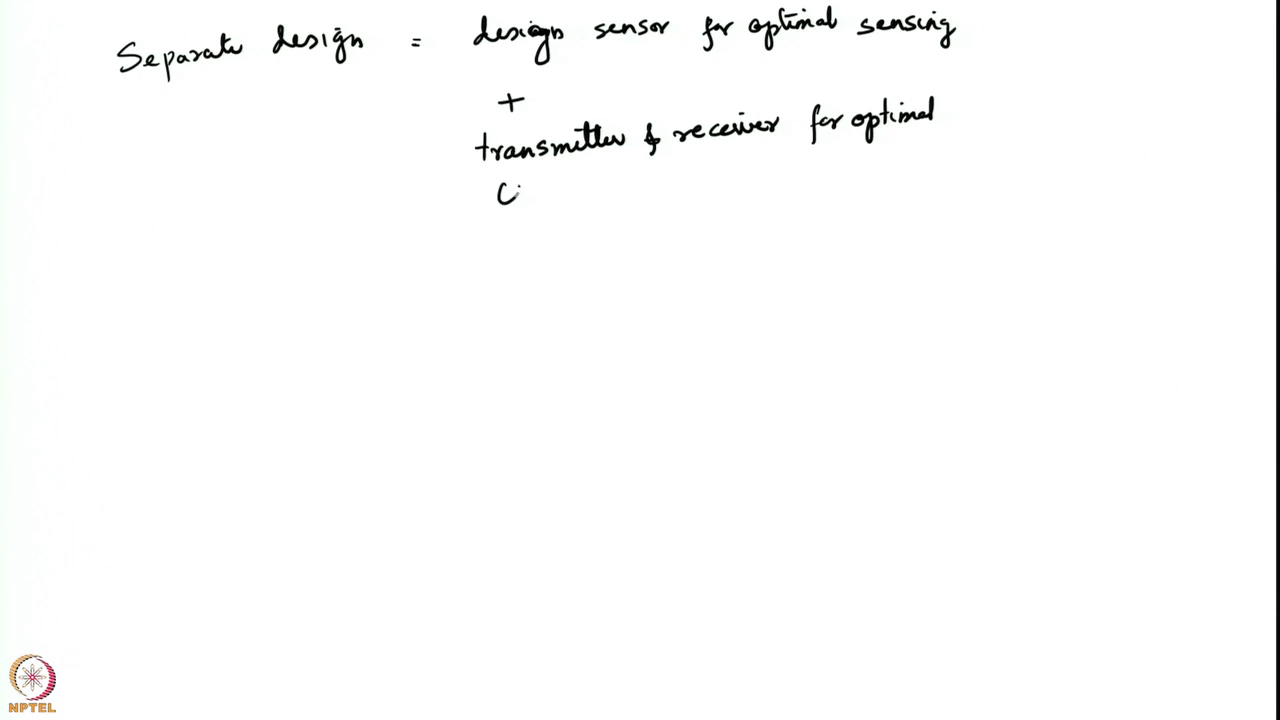 Separate design = design sensor for optimal sensing
+
transmitter & receiver for optimal
C
NPTEL